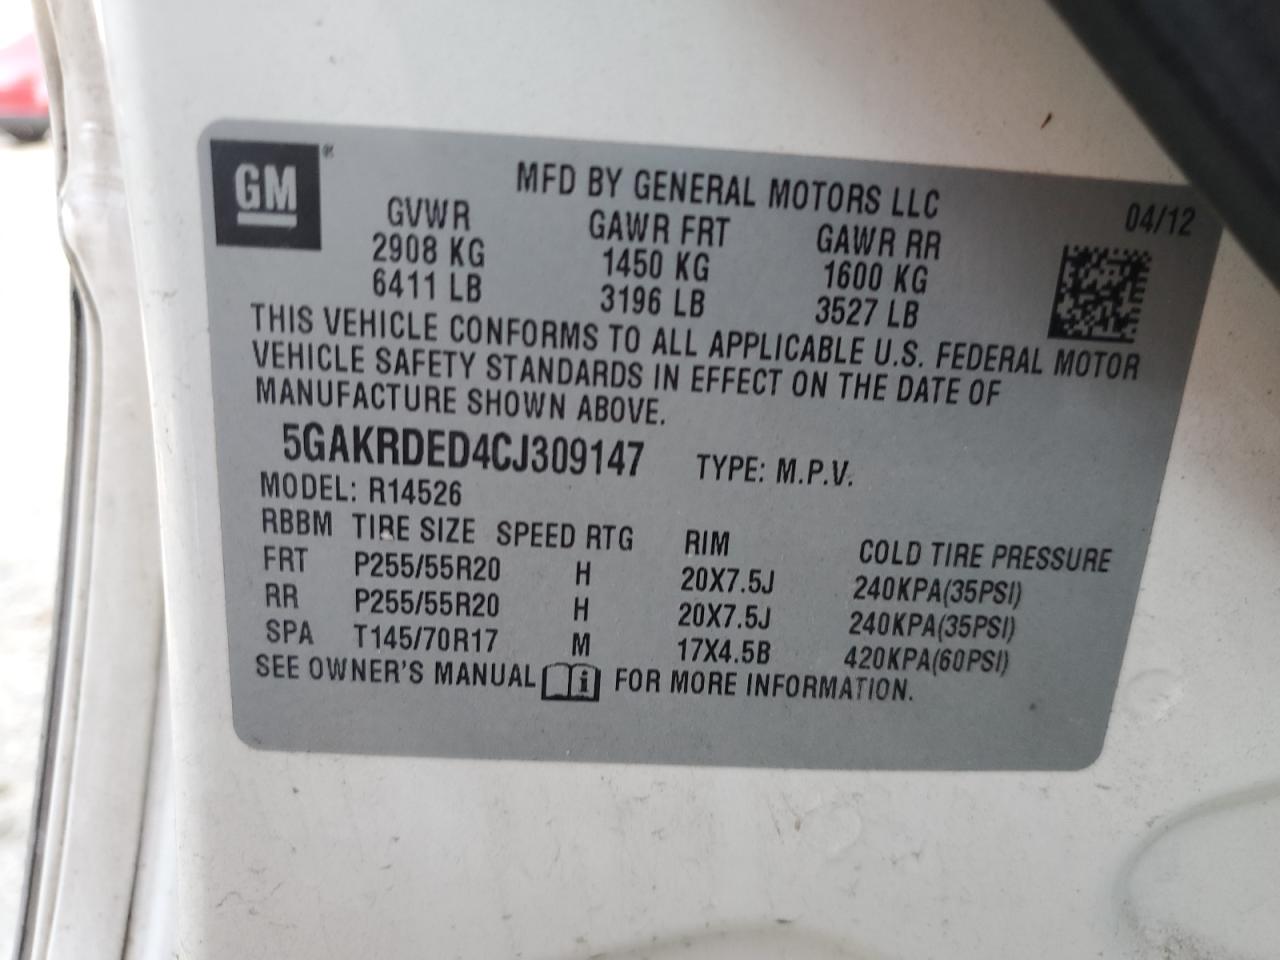 GM®
MFD BY GENERAL MOTORS LLC
04/12
GVWR GAWR FRT GAWR RR
2908 KG 1450 KG 1600 KG
6411 LB 3196 LB 3527 LB
THIS VEHICLE CONFORMS TO ALL APPLICABLE U.S. FEDERAL MOTOR
VEHICLE SAFETY STANDARDS IN EFFECT ON THE DATE OF
MANUFACTURE SHOWN ABOVE.
5GAKRDED4CJ309147 TYPE: M.P.V.
MODEL: R14526
RBBM TIRE SIZE SPEED RTG RIM COLD TIRE PRESSURE
FRT P255/55R20 H 20X7.5J 240KPA(35PSI)
RR P255/55R20 H 20X7.5J 240KPA(35PSI)
SPA T145/70R17 M 17X4.5B 420KPA(60PSI)
SEE OWNER'S MANUAL i FOR MORE INFORMATION.